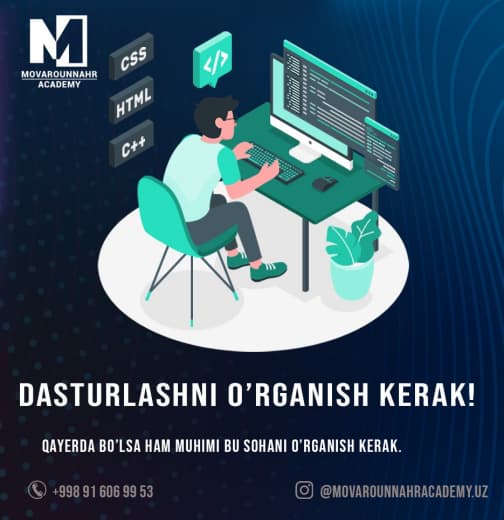 MOVAROUNNAHR
ACADEMY
CSS
HTML
C++
</>
DASTURLASHNI O'RGANISH KERAK!
QAYERDA BO'LSA HAM MUHIMI BU SOHANI O'RGANISH KERAK.
+998 91 606 99 53
@MOVAROUNNAHRACADEMY.UZ